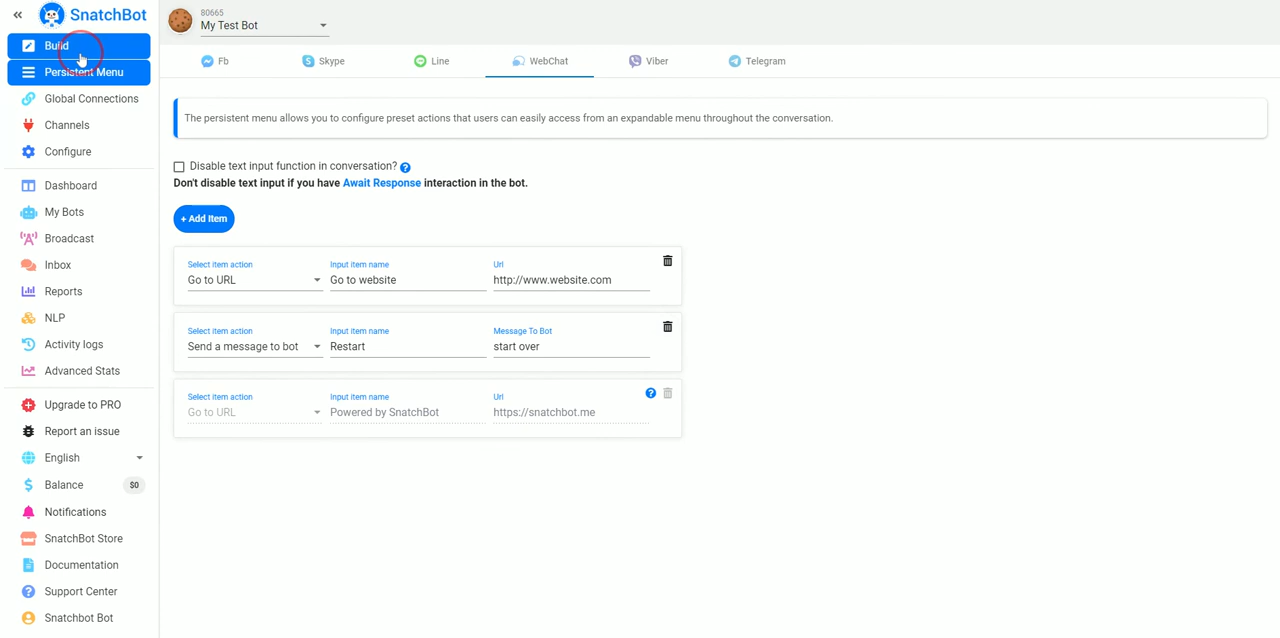 SnatchBot
Build
Persistent Menu
Global Connections
Channels
Configure
Dashboard
My Bots
Broadcast
Inbox
Reports
NLP
Activity logs
Advanced Stats
Upgrade to PRO
Report an issue
English
Balance $0
Notifications
SnatchBot Store
Documentation
Support Center
Snatchbot Bot
80665
My Test Bot
Fb Skype Line WebChat Viber Telegram
The persistent menu allows you to configure preset actions that users can easily access from an expandable menu throughout the conversation.
Disable text input function in conversation?
Don't disable text input if you have Await Response interaction in the bot.
+ Add Item
Select item action Input item name Url
Go to URL Go to website http://www.website.com
Select item action Input item name Message To Bot
Send a message to bot Restart start over
Select item action Input item name Url
Go to URL Powered by SnatchBot https://snatchbot.me